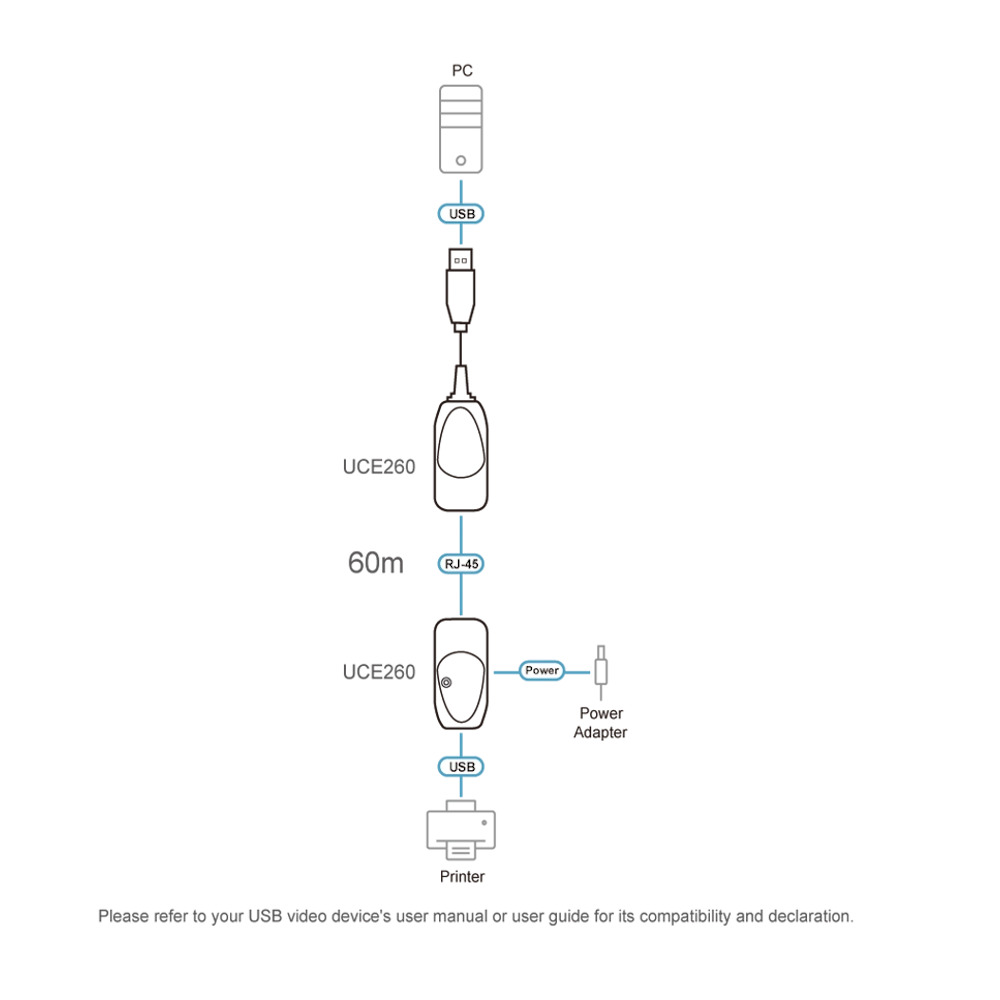 PC
USB
UCE260
60m
RJ-45
UCE260
Power
Power
Adapter
USB
Printer
Please refer to your USB video device's user manual or user guide for its compatibility and declaration.